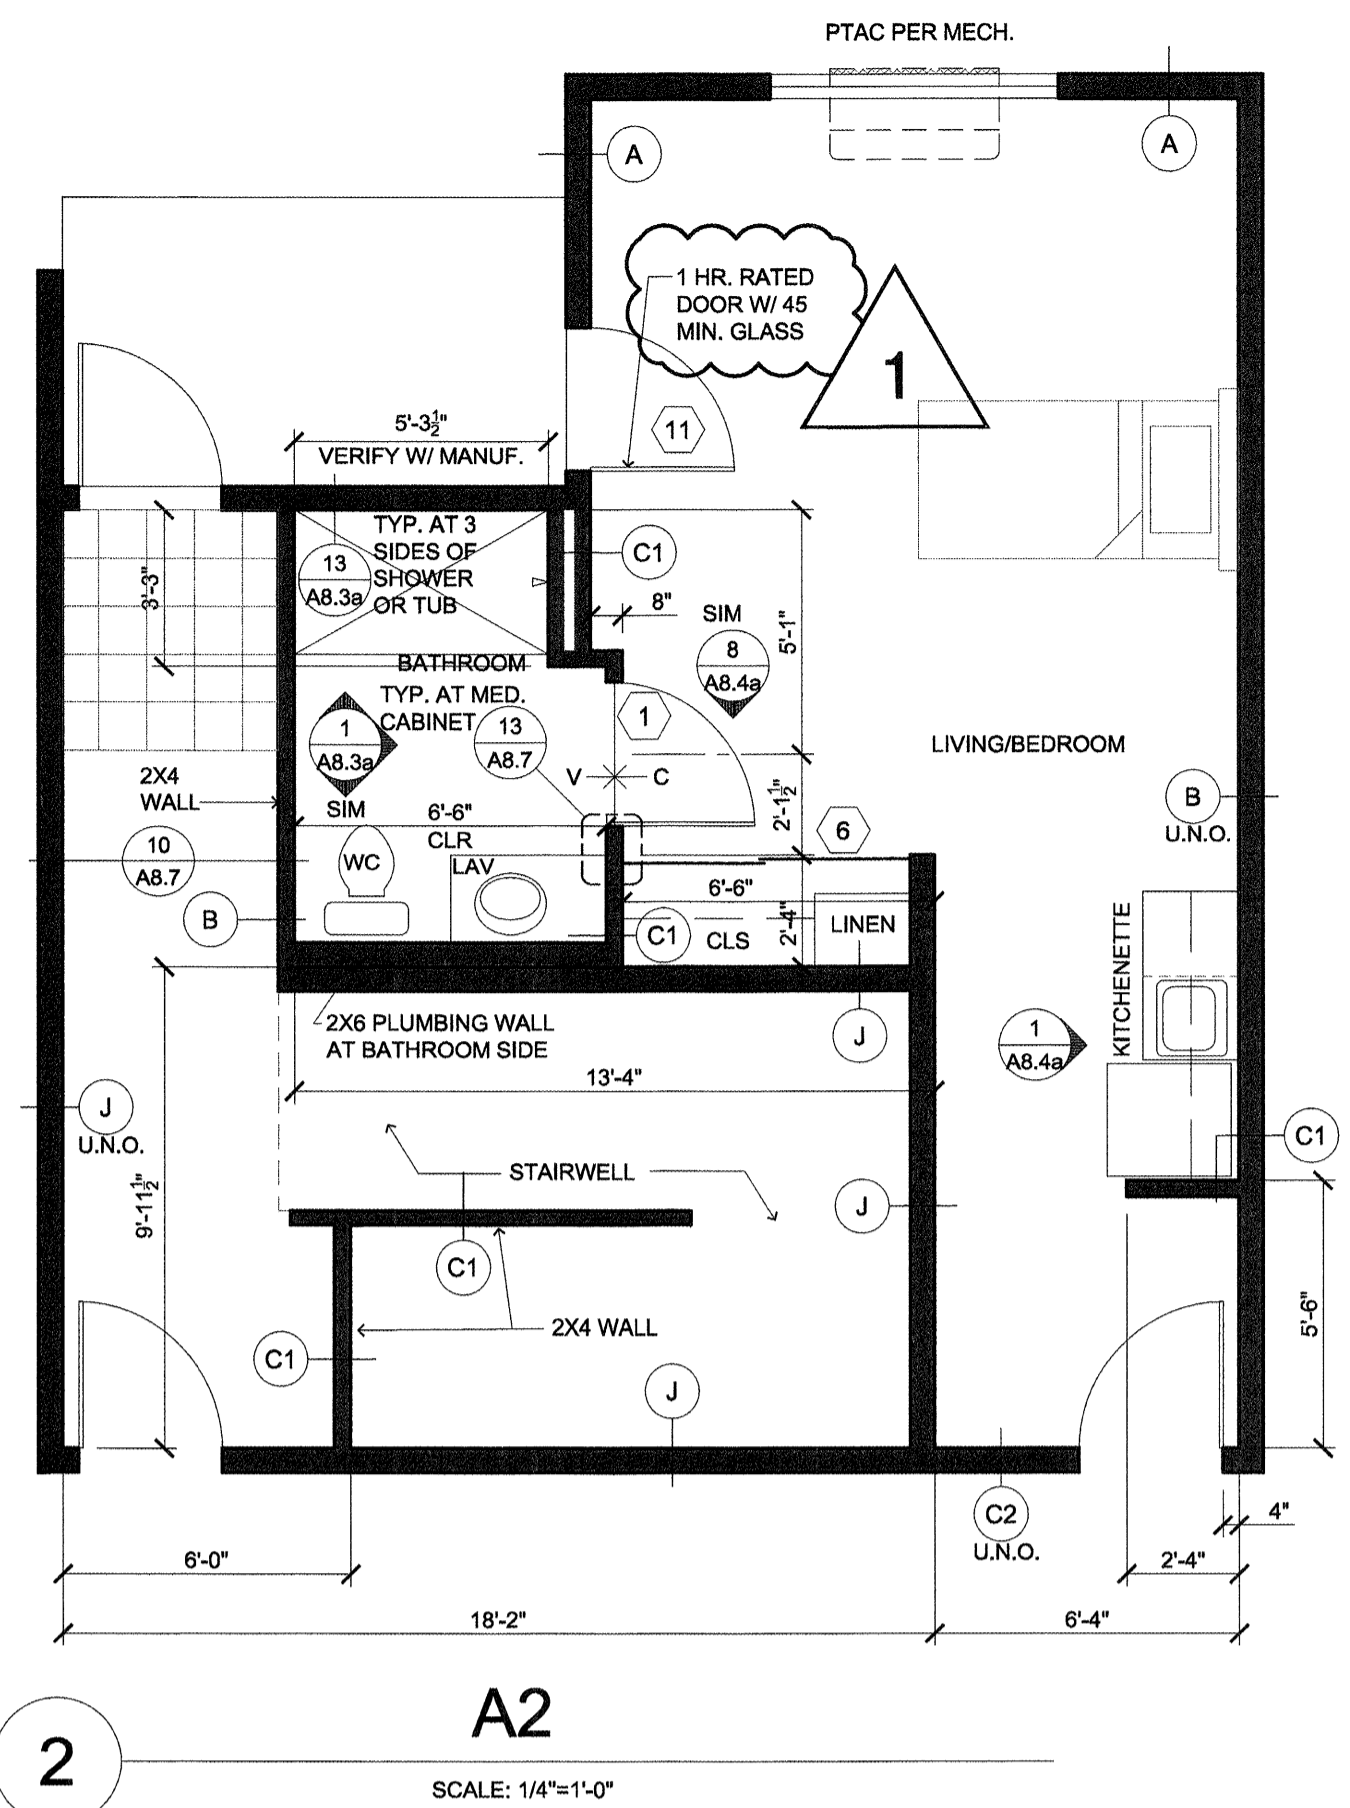 PTAC PER MECH.
A
A
1 HR. RATED
DOOR W/ 45
MIN. GLASS
1
11
5'-3½"
VERIFY W/ MANUF.
TYP. AT 3
SIDES OF
SHOWER
OR TUB
13
A8.3a
C1
3'-3"
8"
SIM
8
A8.4a
5'-1"
BATHROOM
TYP. AT MED.
CABINET
13
A8.7
1
1
A8.3a
SIM
V
C
LIVING/BEDROOM
2X4
WALL
B
U.N.O.
2'-1½"
6
6'-6"
CLR
10
A8.7
WC
LAV
6'-6"
B
C1
CLS
2'-4"
LINEN
KITCHENETTE
2X6 PLUMBING WALL
AT BATHROOM SIDE
J
1
A8.4a
13'-4"
J
U.N.O.
C1
STAIRWELL
9'-11½"
J
C1
2X4 WALL
5'-6"
C1
J
C2
U.N.O.
4"
6'-0"
2'-4"
18'-2"
6'-4"
A2
2
SCALE: 1/4"=1'-0"